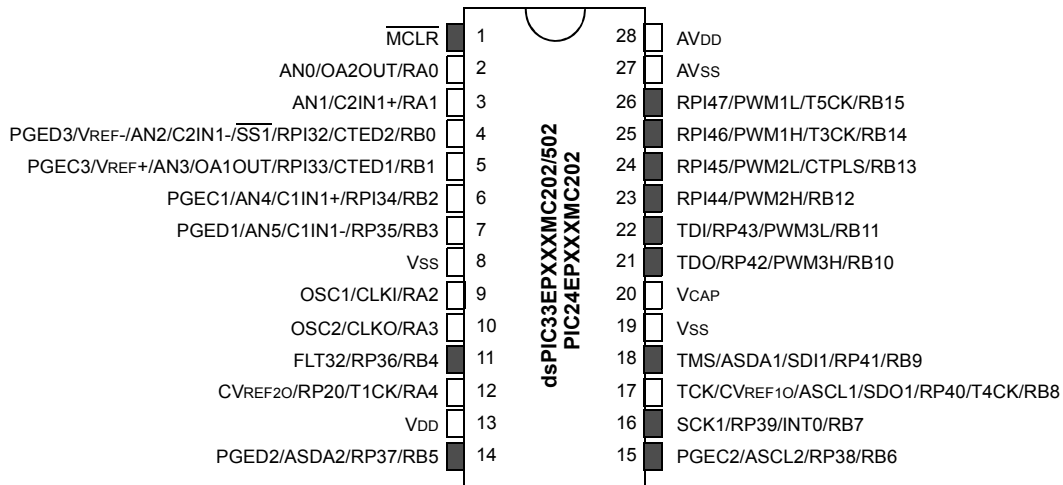 MCLR 1 28 AVDD
AN0/OA2OUT/RA0 2 27 AVSS
AN1/C2IN1+/RA1 3 26 RPI47/PWM1L/T5CK/RB15
PGED3/VREF-/AN2/C2IN1-/SS1/RPI32/CTED2/RB0 4 25 RPI46/PWM1H/T3CK/RB14
PGEC3/VREF+/AN3/OA1OUT/RPI33/CTED1/RB1 5 24 RPI45/PWM2L/CTPLS/RB13
PGEC1/AN4/C1IN1+/RPI34/RB2 6 23 RPI44/PWM2H/RB12
PGED1/AN5/C1IN1-/RP35/RB3 7 22 TDI/RP43/PWM3L/RB11
VSS 8 21 TDO/RP42/PWM3H/RB10
OSC1/CLKI/RA2 9 20 VCAP
OSC2/CLKO/RA3 10 19 VSS
FLT32/RP36/RB4 11 18 TMS/ASDA1/SDI1/RP41/RB9
CVREF2O/RP20/T1CK/RA4 12 17 TCK/CVREF1O/ASCL1/SDO1/RP40/T4CK/RB8
VDD 13 16 SCK1/RP39/INT0/RB7
PGED2/ASDA2/RP37/RB5 14 15 PGEC2/ASCL2/RP38/RB6
dsPIC33EPXXXMC202/502
PIC24EPXXXMC202